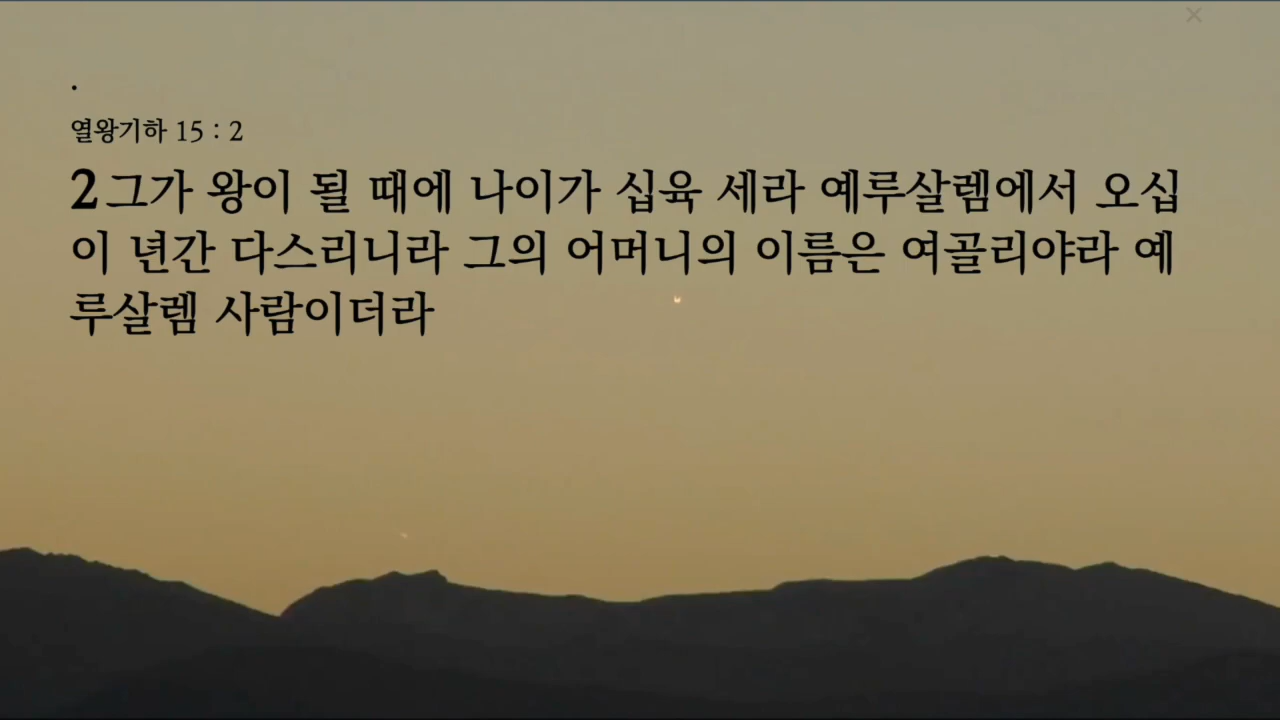 .
열왕기하 15 : 2
2그가 왕이 될 때에 나이가 십육 세라 예루살렘에서 오십
이 년간 다스리니라 그의 어머니의 이름은 여골리야라 예
루살렘 사람이더라